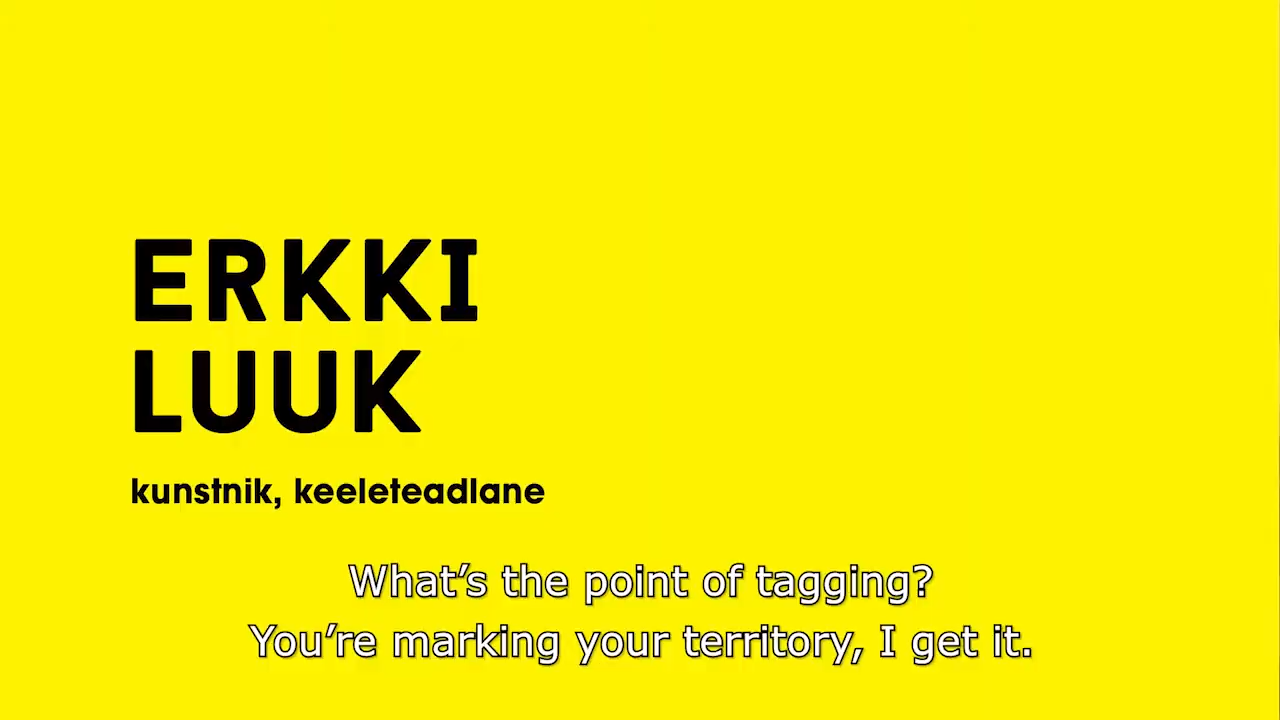 ERKKI
LUUK
kunstnik, keeleteadlane
What’s the point of tagging?
You’re marking your territory, I get it.